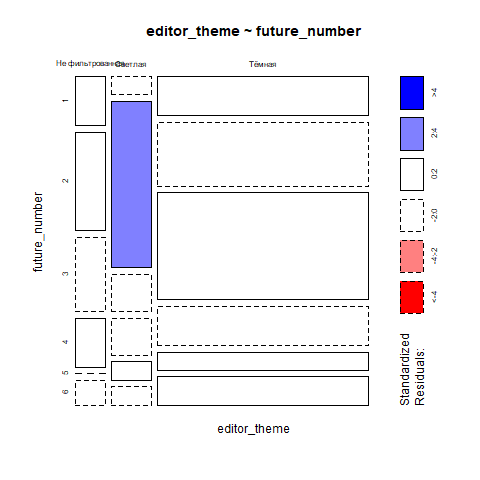 editor_theme ~ future_number
Не фильтрованная Светлая Тёмная
1
2
3
4
5
6
future_number
editor_theme
>4
2:4
0:2
-2:0
-4:-2
<-4
Standardized
Residuals: